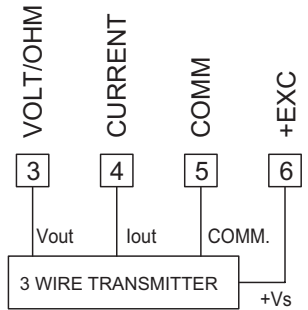 VOLT/OHM
CURRENT
COMM
+EXC
3
4
5
6
Vout
Iout
COMM.
3 WIRE TRANSMITTER
+Vs